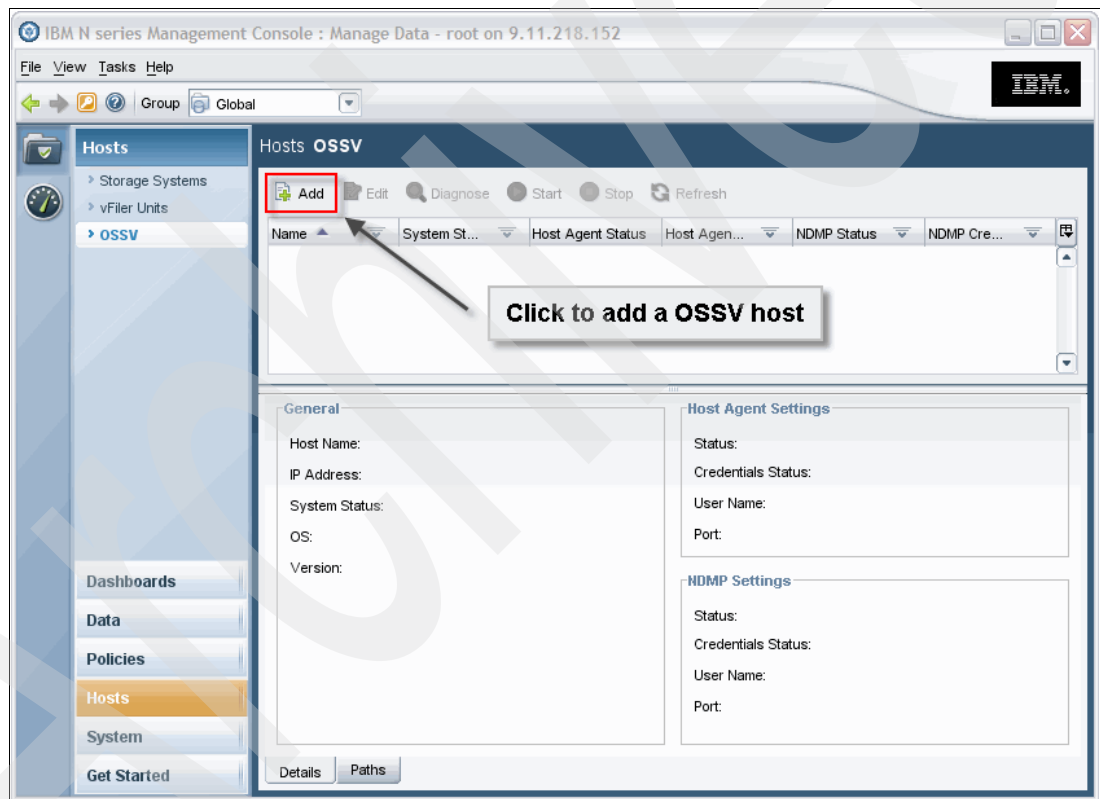 IBM N series Management Console : Manage Data - root on 9.11.218.152
File View Tasks Help
Group Global
IBM.
Hosts
Storage Systems
vFiler Units
OSSV
Hosts OSSV
Add Edit Diagnose Start Stop Refresh
Name System St... Host Agent Status Host Agen... NDMP Status NDMP Cre...
Click to add a OSSV host
General
Host Name:
IP Address:
System Status:
OS:
Version:
Host Agent Settings
Status:
Credentials Status:
User Name:
Port:
NDMP Settings
Status:
Credentials Status:
User Name:
Port:
Dashboards
Data
Policies
Hosts
System
Get Started
Details Paths